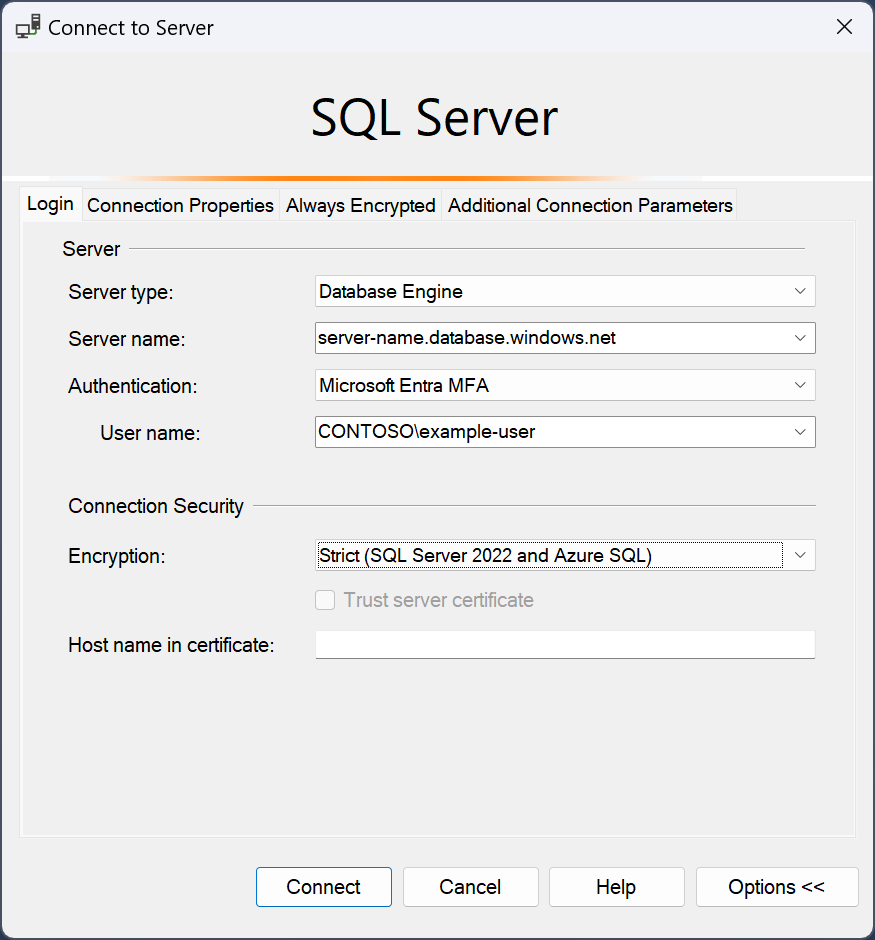 Connect to Server
SQL Server
Login Connection Properties Always Encrypted Additional Connection Parameters
Server
Server type: Database Engine
Server name: server-name.database.windows.net
Authentication: Microsoft Entra MFA
User name: CONTOSO\example-user
Connection Security
Encryption: Strict (SQL Server 2022 and Azure SQL)
Trust server certificate
Host name in certificate:
Connect Cancel Help Options <<